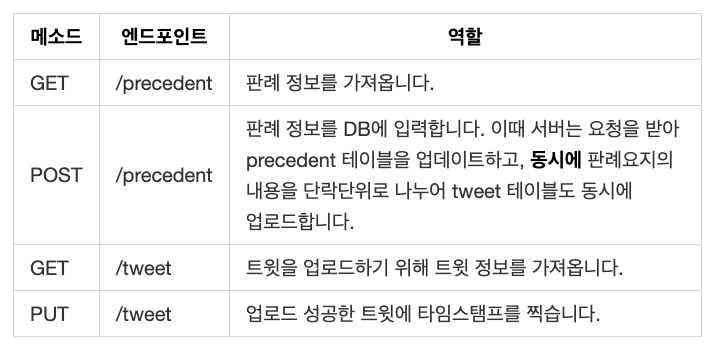 메소드 엔드포인트 역할
GET /precedent 판례 정보를 가져옵니다.
POST /precedent 판례 정보를 DB에 입력합니다. 이때 서버는 요청을 받아
precedent 테이블을 업데이트하고, 동시에 판례요지의
내용을 단락단위로 나누어 tweet 테이블도 동시에
업로드합니다.
GET /tweet 트윗을 업로드하기 위해 트윗 정보를 가져옵니다.
PUT /tweet 업로드 성공한 트윗에 타임스탬프를 찍습니다.